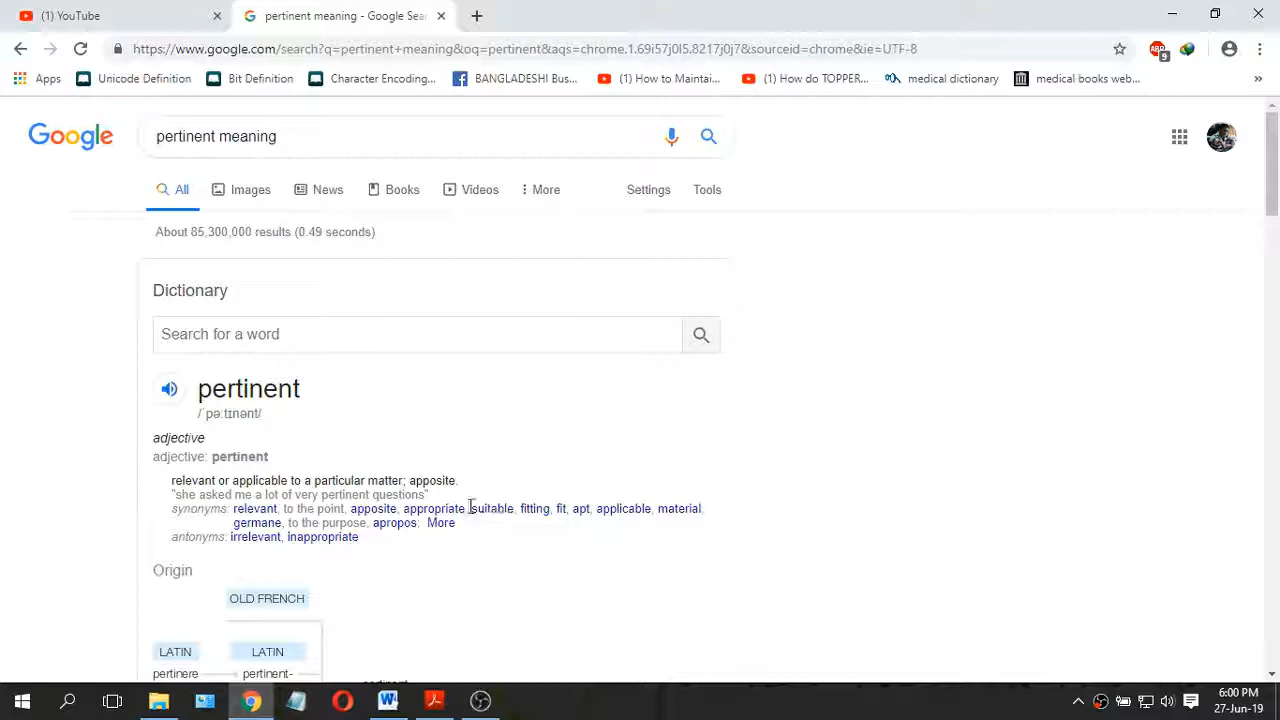 (1) YouTube
pertinent meaning - Google Sea
https://www.google.com/search?q=pertinent+meaning&oq=pertinent&aqs=chrome.1.69i57j0l5.8217j0j7&sourceid=chrome&ie=UTF-8
ABP 9
Apps Unicode Definition Bit Definition Character Encoding... BANGLADESHI Bus... (1) How to Maintai... (1) How do TOPPER... medical dictionary medical books web... »
Google pertinent meaning
All Images News Books Videos More Settings Tools
About 85,300,000 results (0.49 seconds)
Dictionary
Search for a word
pertinent
/ˈpəːtɪnənt/
adjective
adjective: pertinent
relevant or applicable to a particular matter; apposite.
"she asked me a lot of very pertinent questions"
synonyms: relevant, to the point, apposite, appropriate, suitable, fitting, fit, apt, applicable, material,
germane, to the purpose, apropos; More
antonyms: irrelevant, inappropriate
Origin
OLD FRENCH
LATIN LATIN
pertinere pertinent-
pertinent
6:00 PM
27-Jun-19